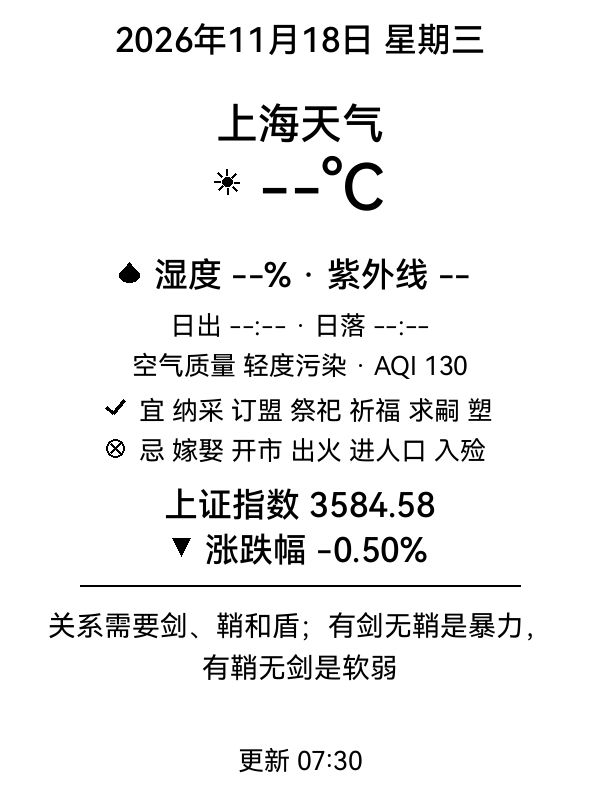 2026年11月18日 星期三
上海天气
--℃
湿度 --% · 紫外线 --
日出 --:-- · 日落 --:--
空气质量 轻度污染 · AQI 130
宜 纳采 订盟 祭祀 祈福 求嗣 塑
忌 嫁娶 开市 出火 进人口 入殓
上证指数 3584.58
涨跌幅 -0.50%
关系需要剑、鞘和盾；有剑无鞘是暴力，
有鞘无剑是软弱
更新 07:30